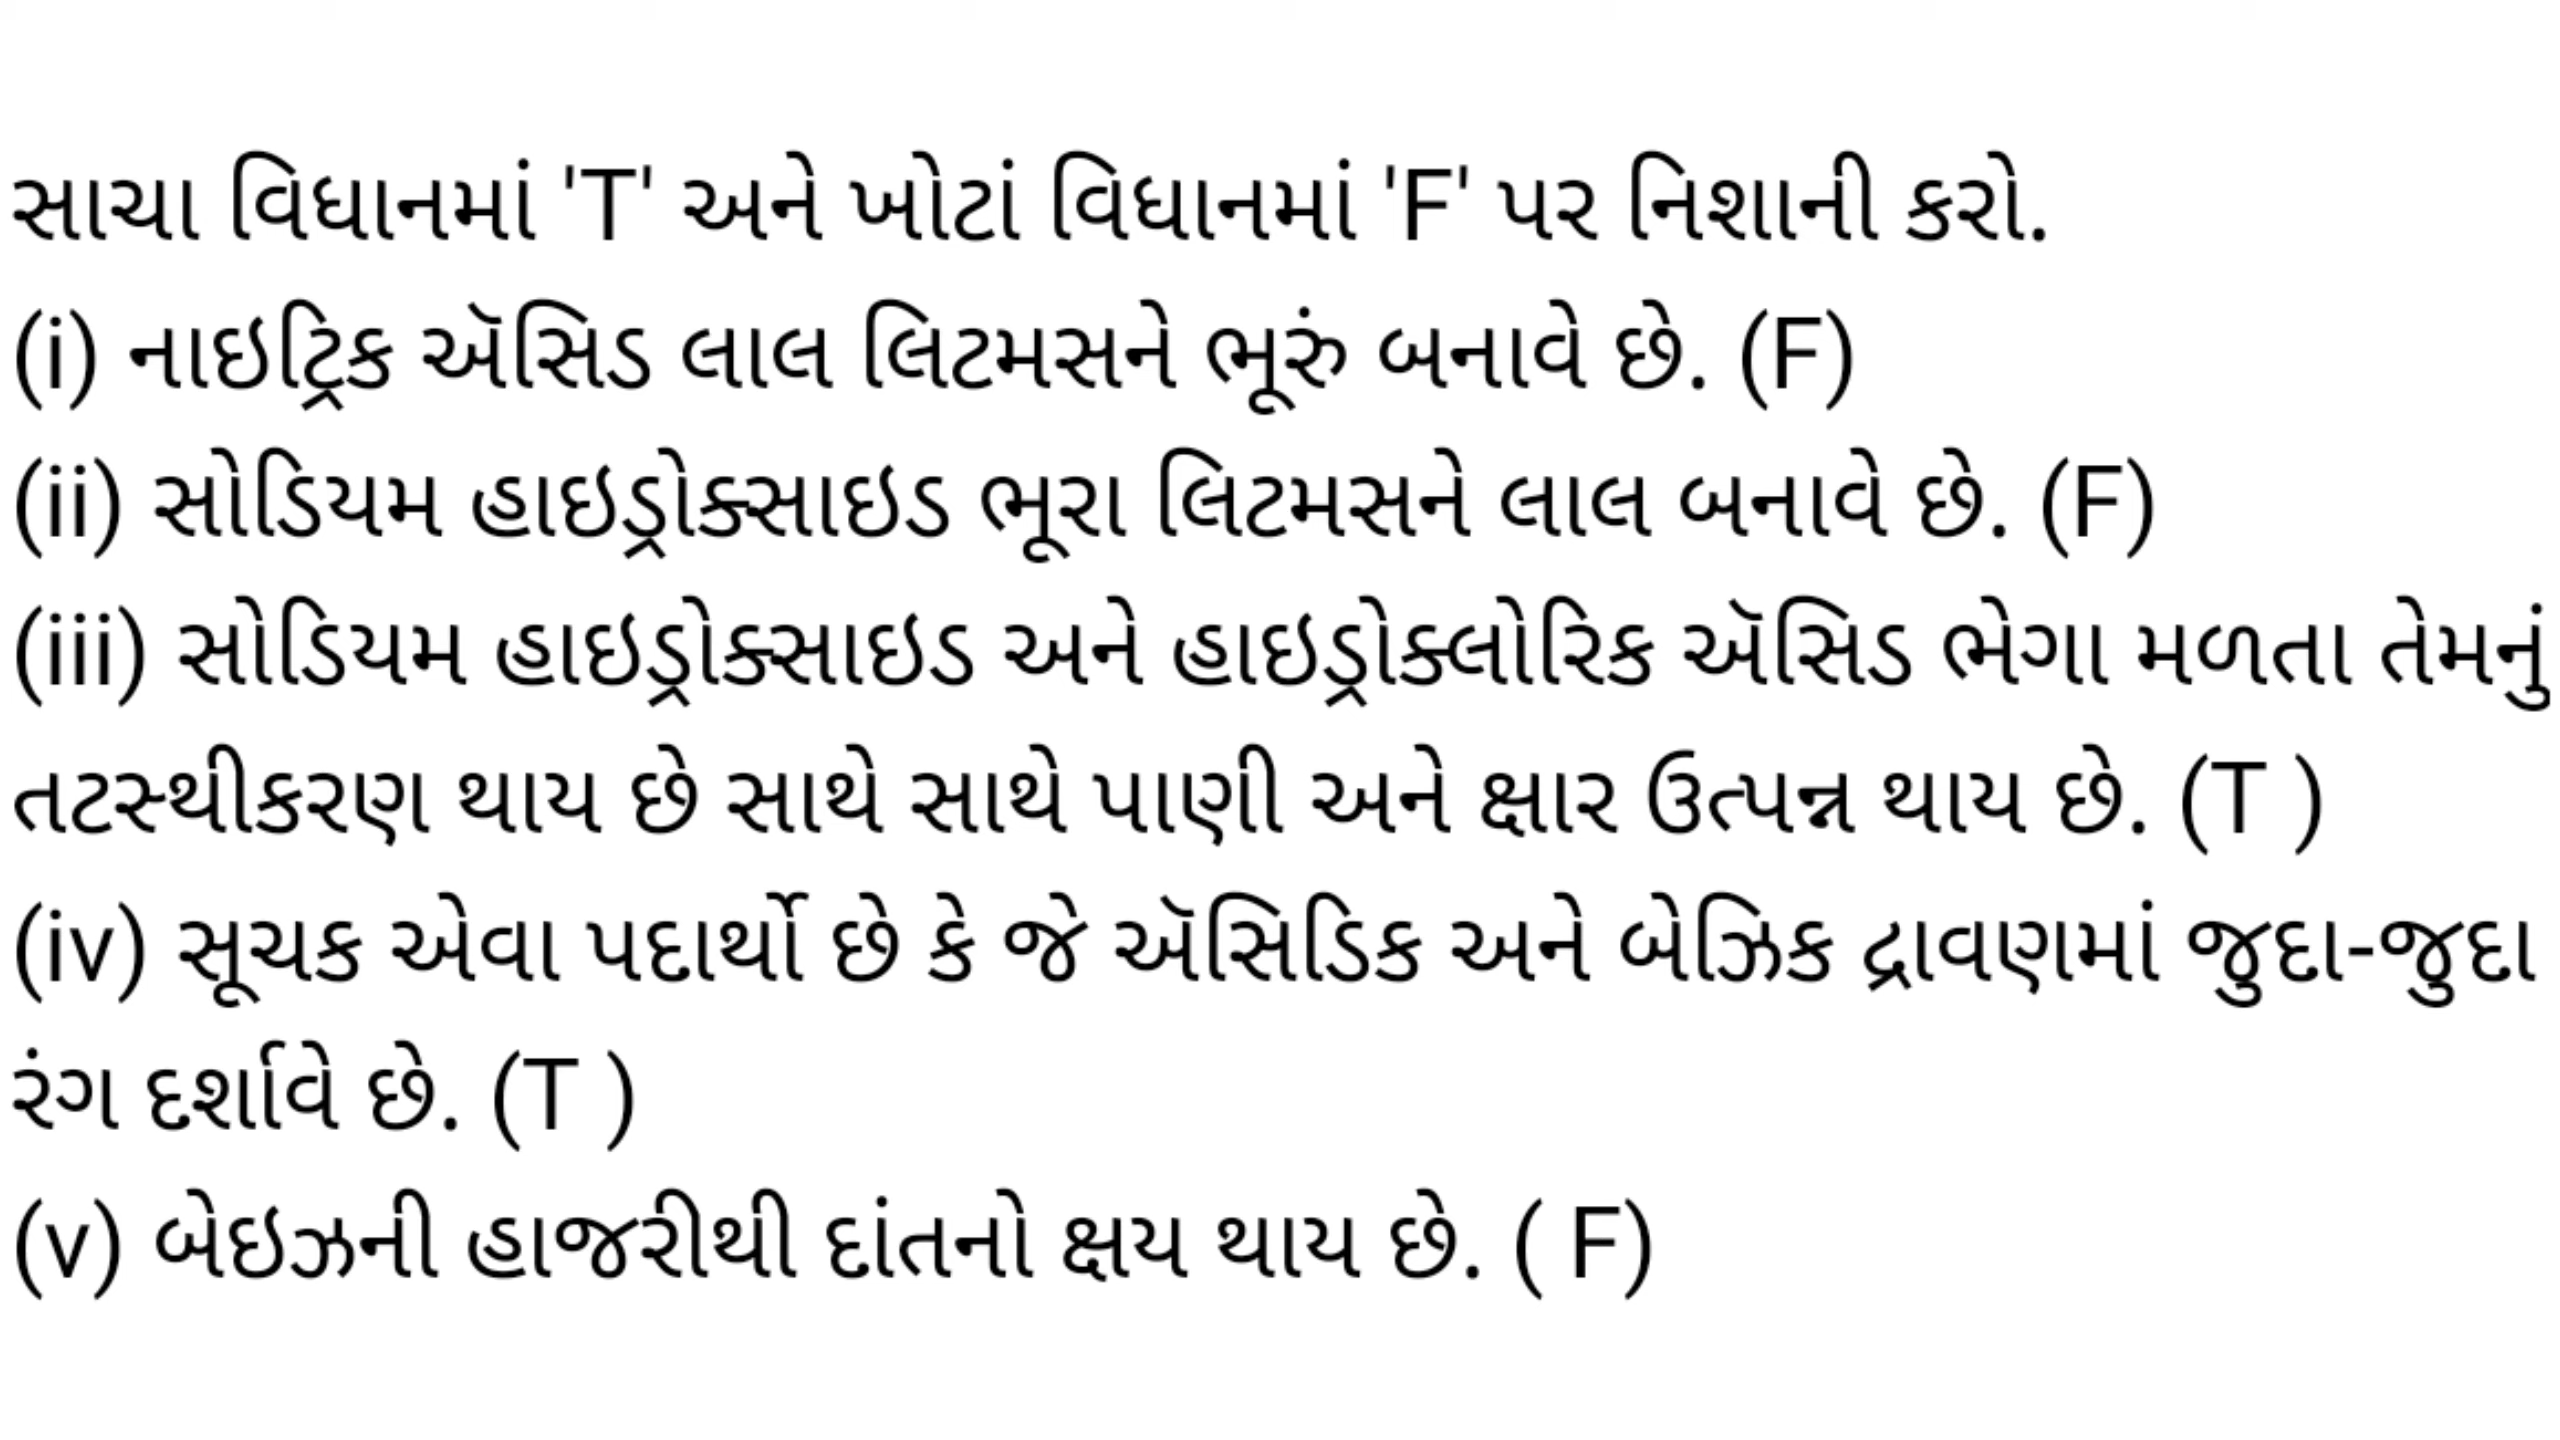 સાચા વિધાનમાં 'T' અને ખોટાં વિધાનમાં 'F' પર નિશાની કરો.
(i) નાઇટ્રિક ઍસિડ લાલ લિટમસને ભૂરું બનાવે છે. (F)
(ii) સોડિયમ હાઇડ્રોક્સાઇડ ભૂરા લિટમસને લાલ બનાવે છે. (F)
(iii) સોડિયમ હાઇડ્રોક્સાઇડ અને હાઇડ્રોક્લોરિક ઍસિડ ભેગા મળતા તેમનું
તટસ્થીકરણ થાય છે સાથે સાથે પાણી અને ક્ષાર ઉત્પન્ન થાય છે. (T )
(iv) સૂચક એવા પદાર્થો છે કે જે ઍસિડિક અને બેઝિક દ્રાવણમાં જુદા-જુદા
રંગ દર્શાવે છે. (T )
(v) બેઇઝની હાજરીથી દાંતનો ક્ષય થાય છે. ( F)